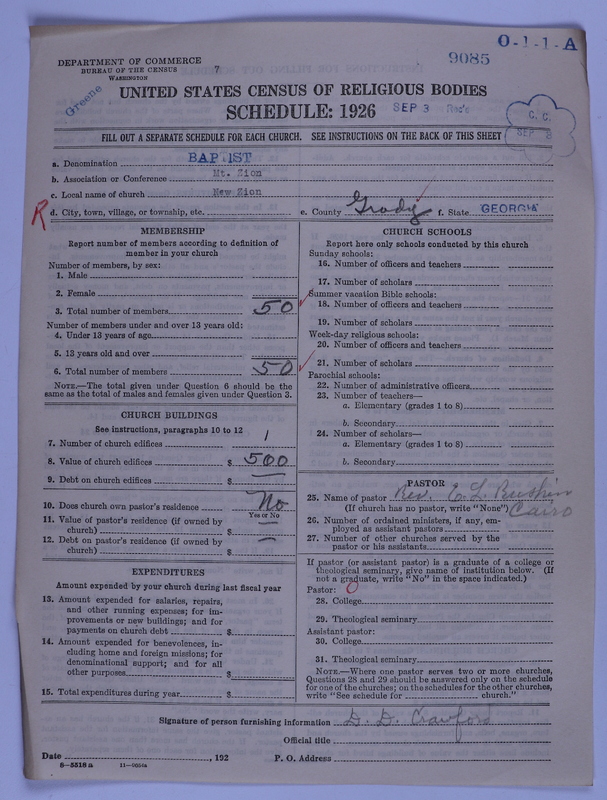 O-1-1-A
9085
DEPARTMENT OF COMMERCE
BUREAU OF THE CENSUS 7
WASHINGTON
Greene
UNITED STATES CENSUS OF RELIGIOUS BODIES
SCHEDULE: 1926 SEP 3 Rec'c
C. C.
SEP 3
FILL OUT A SEPARATE SCHEDULE FOR EACH CHURCH. SEE INSTRUCTIONS ON THE BACK OF THIS SHEET
a. Denomination BAP IST
b. Association or Conference Mt. Zion
c. Local name of church New Zion
R d. City, town, village, or township, etc. e. County Grady f. State GEORGIA
MEMBERSHIP
Report number of members according to definition of
member in your church
Number of members, by sex:
1. Male
2. Female
3. Total number of members 50
Number of members under and over 13 years old:
4. Under 13 years of age
5. 13 years old and over
6. Total number of members 50
NOTE.—The total given under Question 6 should be the
same as the total of males and females given under Question 3.
CHURCH BUILDINGS
See instructions, paragraphs 10 to 12
7. Number of church edifices 1
8. Value of church edifices $ 500
9. Debt on church edifices $ —
10. Does church own pastor's residence No
Yes or No
11. Value of pastor's residence (if owned by
church) $ —
12. Debt on pastor's residence (if owned by
church) $ —
EXPENDITURES
Amount expended by your church during last fiscal year
13. Amount expended for salaries, repairs,
and other running expenses; for im-
provements or new buildings; and for
payments on church debt $
14. Amount expended for benevolences, in-
cluding home and foreign missions; for
denominational support; and for all
other purposes $
15. Total expenditures during year $
CHURCH SCHOOLS
Report here only schools conducted by this church
Sunday schools:
16. Number of officers and teachers
17. Number of scholars
Summer vacation Bible schools:
18. Number of officers and teachers
19. Number of scholars
Week-day religious schools:
20. Number of officers and teachers
21. Number of scholars
Parochial schools:
22. Number of administrative officers
23. Number of teachers—
a. Elementary (grades 1 to 8)
b. Secondary
24. Number of scholars—
a. Elementary (grades 1 to 8)
b. Secondary
PASTOR
25. Name of pastor Rev. E. L.
(If church has no pastor, write "None") Cairo
26. Number of ordained ministers, if any, em-
ployed as assistant pastors
27. Number of other churches served by the
pastor or his assistants
If pastor (or assistant pastor) is a graduate of a college or
theological seminary, give name of institution below. (If
not a graduate, write "No" in the space indicated.)
Pastor: O
28. College
29. Theological seminary
Assistant pastor:
30. College
31. Theological seminary
NOTE.—Where one pastor serves two or more churches,
Questions 28 and 29 should be answered only on the schedule
for one of the churches; on the schedules for the other churches,
write "See schedule for church."
Signature of person furnishing information D. D. Crawford
Official title
Date , 192 P. O. Address
8-5518 a